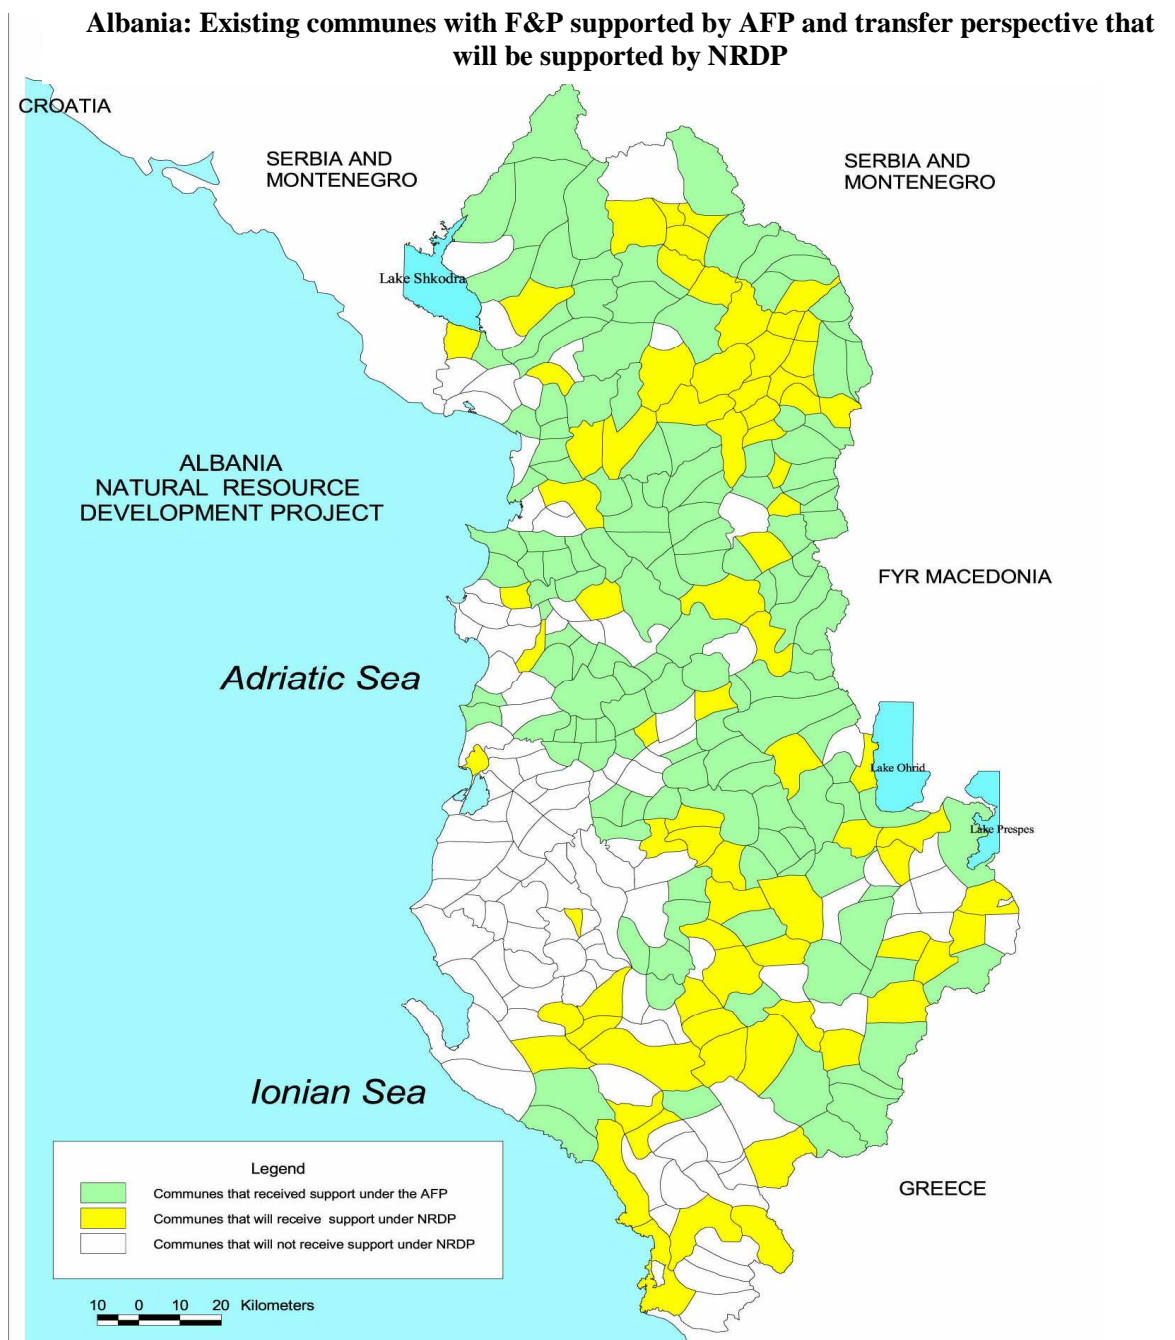 Albania: Existing communes with F&P supported by AFP and transfer perspective that
will be supported by NRDP
CROATIA
SERBIA AND
MONTENEGRO
SERBIA AND
MONTENEGRO
Lake Shkodra
ALBANIA
NATURAL RESOURCE
DEVELOPMENT PROJECT
FYR MACEDONIA
Adriatic Sea
Lake Ohrid
Lake Prespes
Ionian Sea
Legend
Communes that received support under the AFP
Communes that will receive support under NRDP
Communes that will not receive support under NRDP
GREECE
10 0 10 20 Kilometers